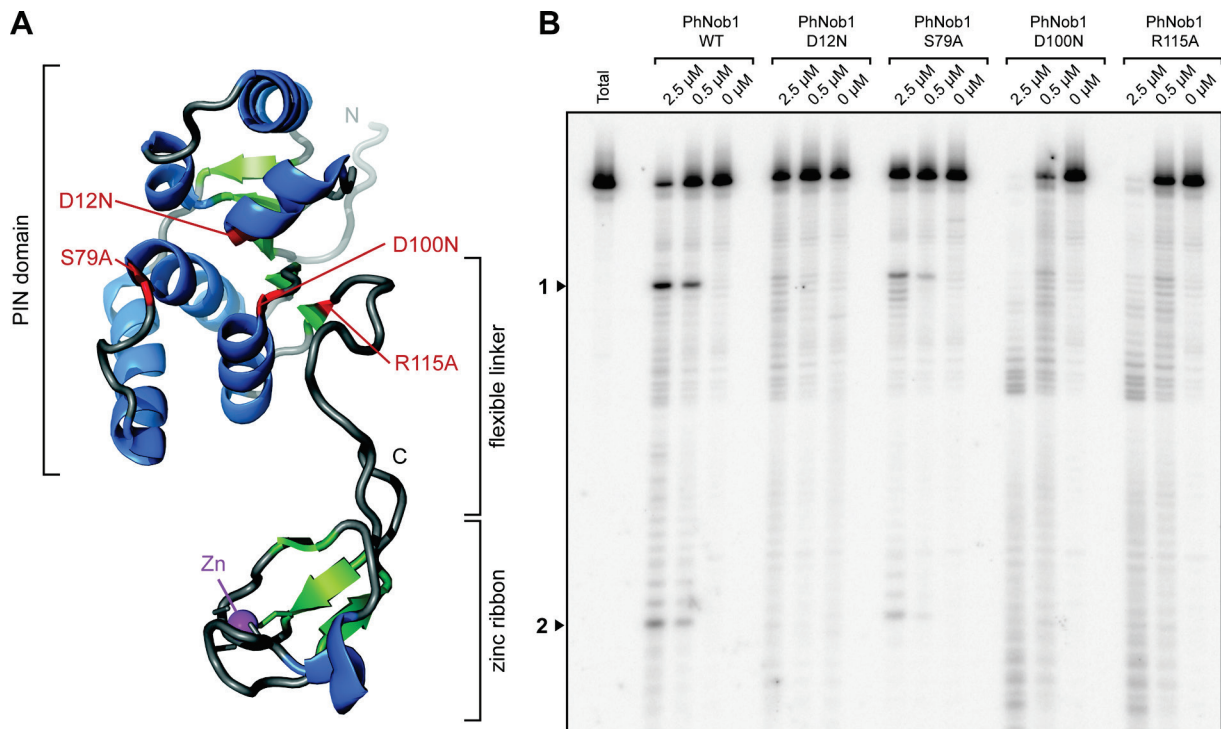 A
N
D12N
S79A
D100N
R115A
PIN domain
flexible linker
C
Zn
zinc ribbon
B
PhNob1 WT
PhNob1 D12N
PhNob1 S79A
PhNob1 D100N
PhNob1 R115A
Total
2.5 µM
0.5 µM
0 µM
2.5 µM
0.5 µM
0 µM
2.5 µM
0.5 µM
0 µM
2.5 µM
0.5 µM
0 µM
2.5 µM
0.5 µM
0 µM
1
2